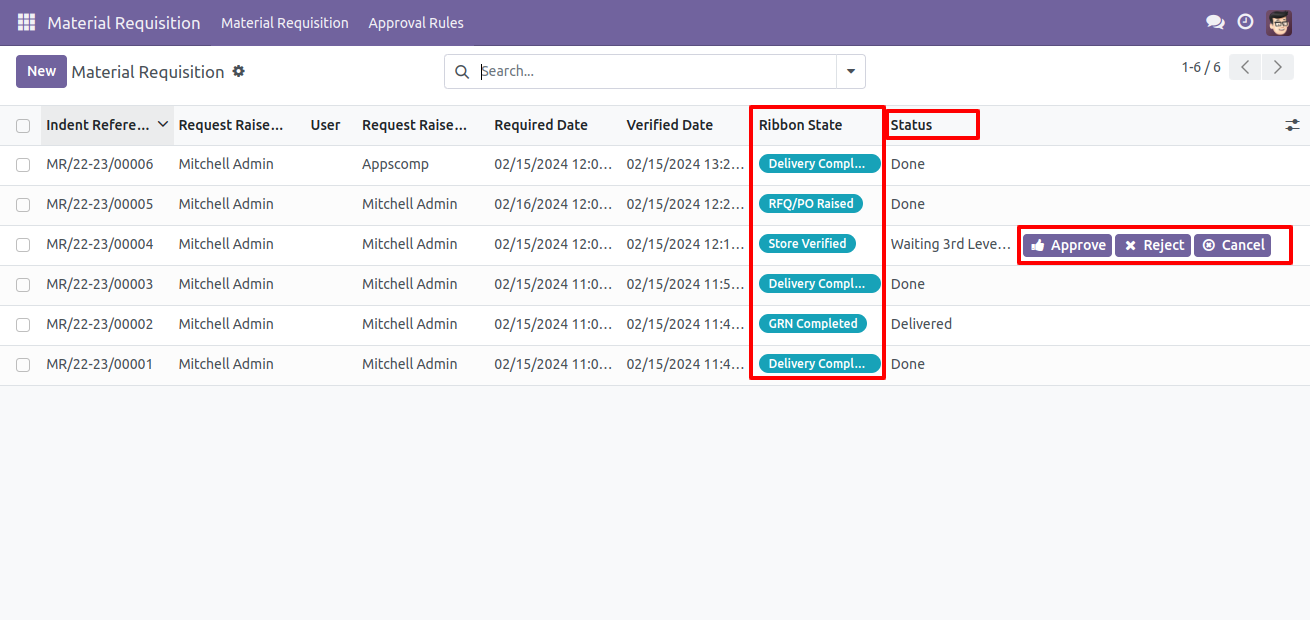 Material Requisition Material Requisition Approval Rules
New Material Requisition Search... 1-6 / 6
Indent Refere... Request Raise... User Request Raise... Required Date Verified Date Ribbon State Status
MR/22-23/00006 Mitchell Admin Appscomp 02/15/2024 12:0... 02/15/2024 13:2... Delivery Compl... Done
MR/22-23/00005 Mitchell Admin Mitchell Admin 02/16/2024 12:0... 02/15/2024 12:2... RFQ/PO Raised Done
MR/22-23/00004 Mitchell Admin Mitchell Admin 02/15/2024 12:0... 02/15/2024 12:1... Store Verified Waiting 3rd Leve... Approve Reject Cancel
MR/22-23/00003 Mitchell Admin Mitchell Admin 02/15/2024 11:0... 02/15/2024 11:5... Delivery Compl... Done
MR/22-23/00002 Mitchell Admin Mitchell Admin 02/15/2024 11:0... 02/15/2024 11:4... GRN Completed Delivered
MR/22-23/00001 Mitchell Admin Mitchell Admin 02/15/2024 11:0... 02/15/2024 11:4... Delivery Compl... Done